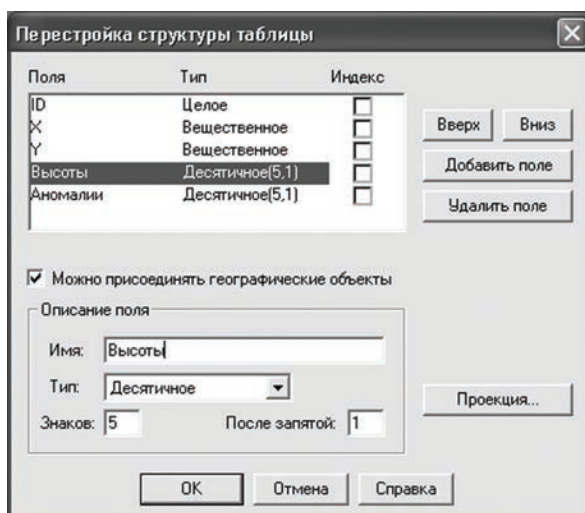 Перестройка структуры таблицы
Поля Тип Индекс
ID Целое
X Вещественное
Y Вещественное
Высоты Десятичное(5,1)
Аномалии Десятичное(5,1)
Вверх Вниз
Добавить поле
Удалить поле
Можно присоединять географические объекты
Описание поля
Имя: Высоты
Тип: Десятичное
Знаков: 5 После запятой: 1
Проекция...
OK Отмена Справка